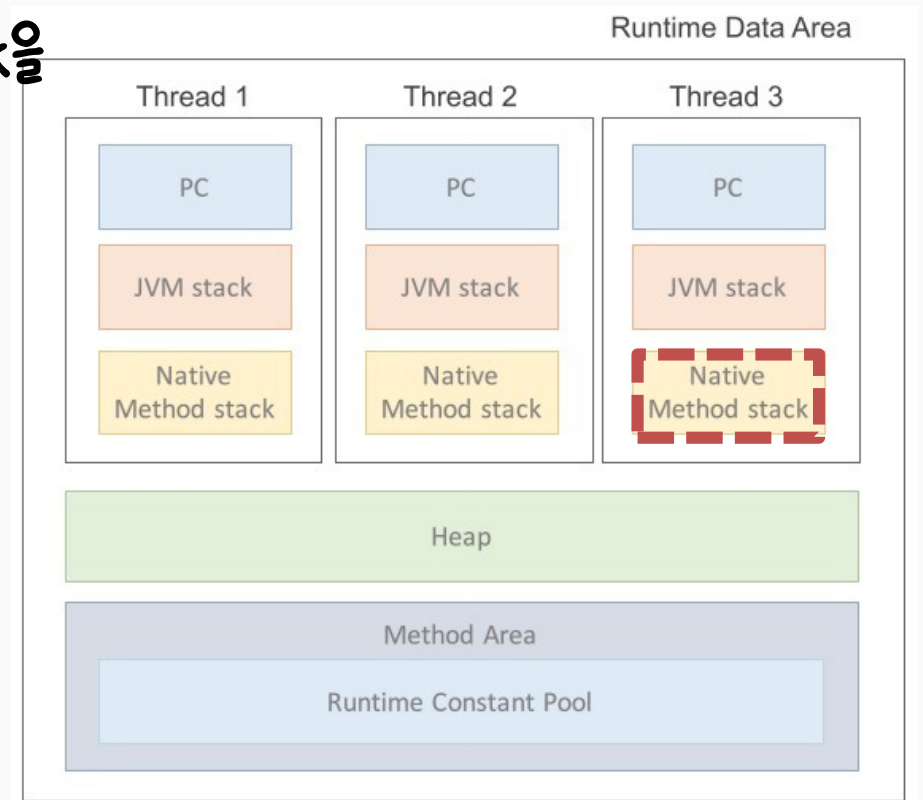 을
Runtime Data Area
Thread 1
Thread 2
Thread 3
PC
PC
PC
JVM stack
JVM stack
JVM stack
Native
Method stack
Native
Method stack
Native
Method stack
Heap
Method Area
Runtime Constant Pool